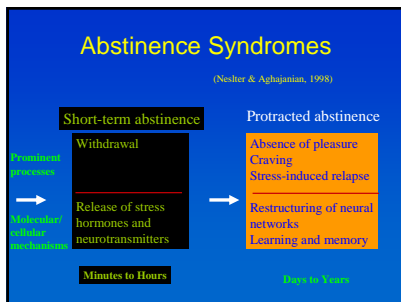 Abstinence Syndromes
(Neslter & Aghajanian, 1998)
Short-term abstinence
Protracted abstinence
Prominent
processes
Withdrawal
Absence of pleasure
Craving
Stress-induced relapse
Molecular/
cellular
mechanisms
Release of stress
hormones and
neurotransmitters
Restructuring of neural
networks
Learning and memory
Minutes to Hours
Days to Years